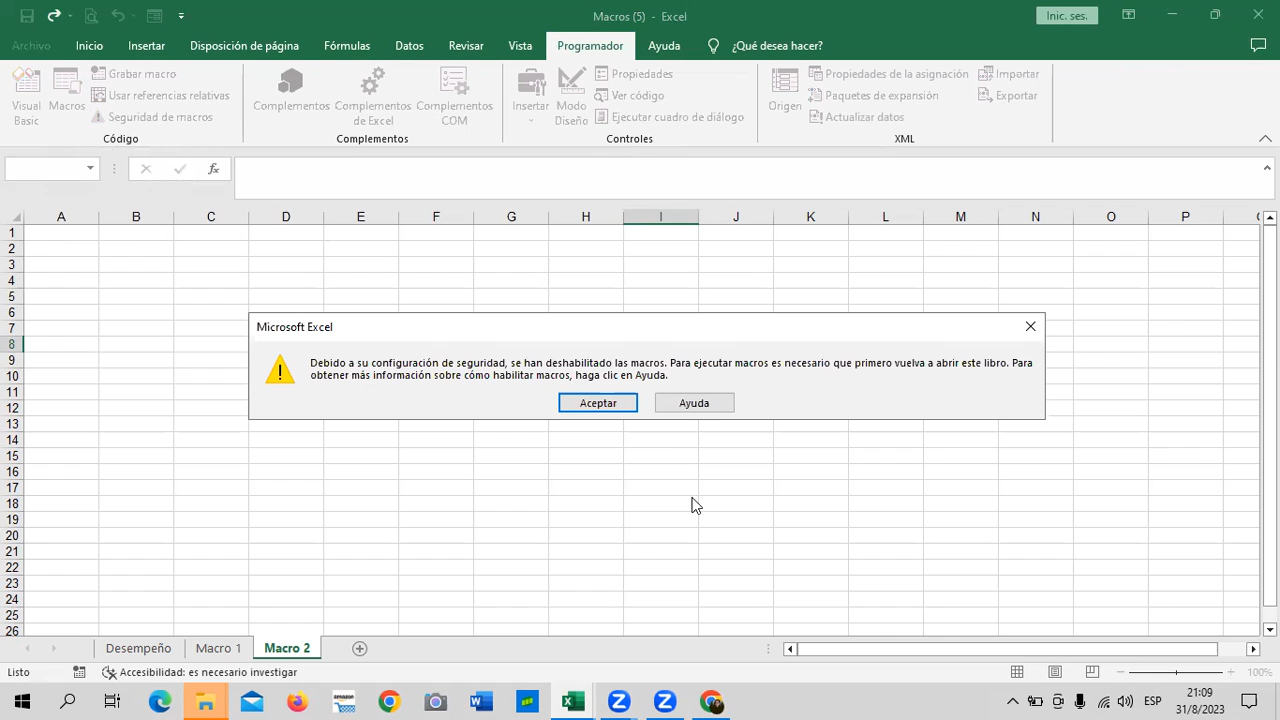 Macros (5) - Excel
Inic. ses.
Archivo Inicio Insertar Disposición de página Fórmulas Datos Revisar Vista Programador Ayuda ¿Qué desea hacer?
Visual Basic
Macros
Grabar macro
Usar referencias relativas
Seguridad de macros
Código
Complementos
Complementos de Excel
Complementos COM
Complementos
Insertar
Modo Diseño
Propiedades
Ver código
Ejecutar cuadro de diálogo
Controles
Origen
Propiedades de la asignación
Paquetes de expansión
Actualizar datos
Importar
Exportar
XML
fx
A B C D E F G H I J K L M N O P
1
2
3
4
5
6
7
8
9
10
11
12
13
14
15
16
17
18
19
20
21
22
23
24
25
26
Microsoft Excel
Debido a su configuración de seguridad, se han deshabilitado las macros. Para ejecutar macros es necesario que primero vuelva a abrir este libro. Para
obtener más información sobre cómo habilitar macros, haga clic en Ayuda.
Aceptar Ayuda
Desempeño Macro 1 Macro 2
Listo Accesibilidad: es necesario investigar 100%
ESP
21:09
31/8/2023